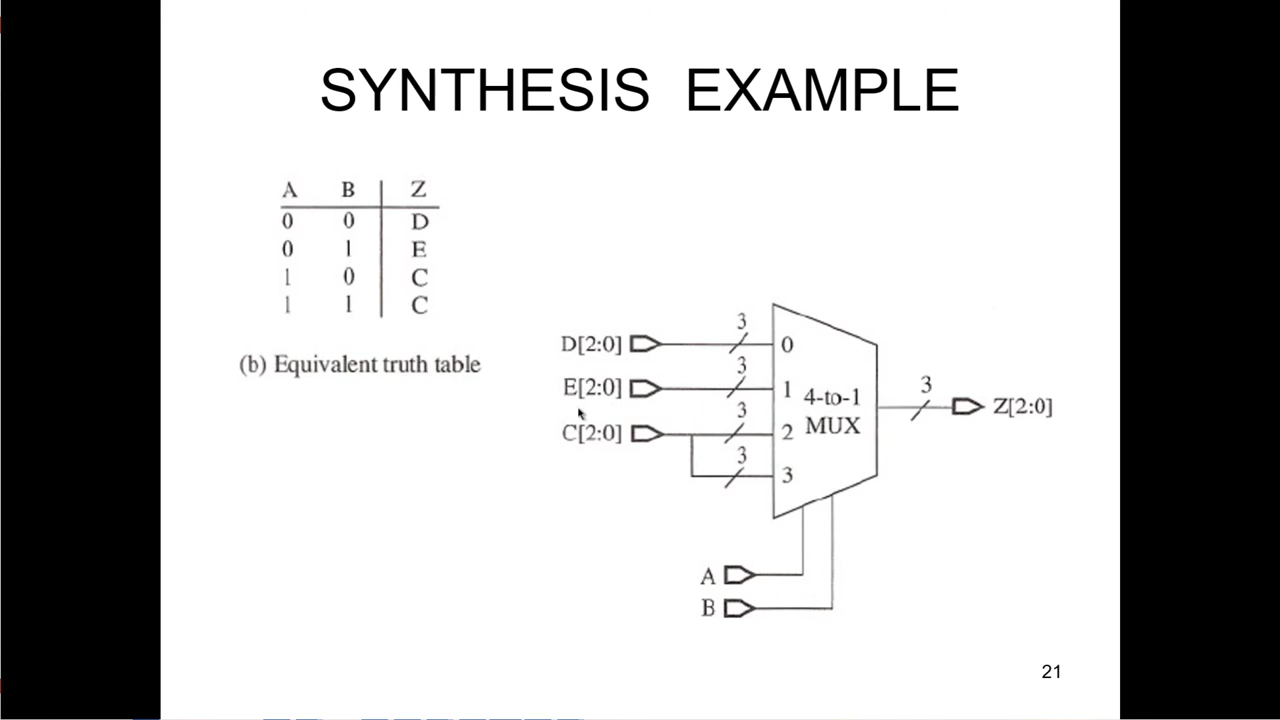 SYNTHESIS EXAMPLE
A B Z
0 0 D
0 1 E
1 0 C
1 1 C
(b) Equivalent truth table
D[2:0] 3 0
E[2:0] 3 1
C[2:0] 3 2
3 3
4-to-1
MUX
3 Z[2:0]
A
B
21